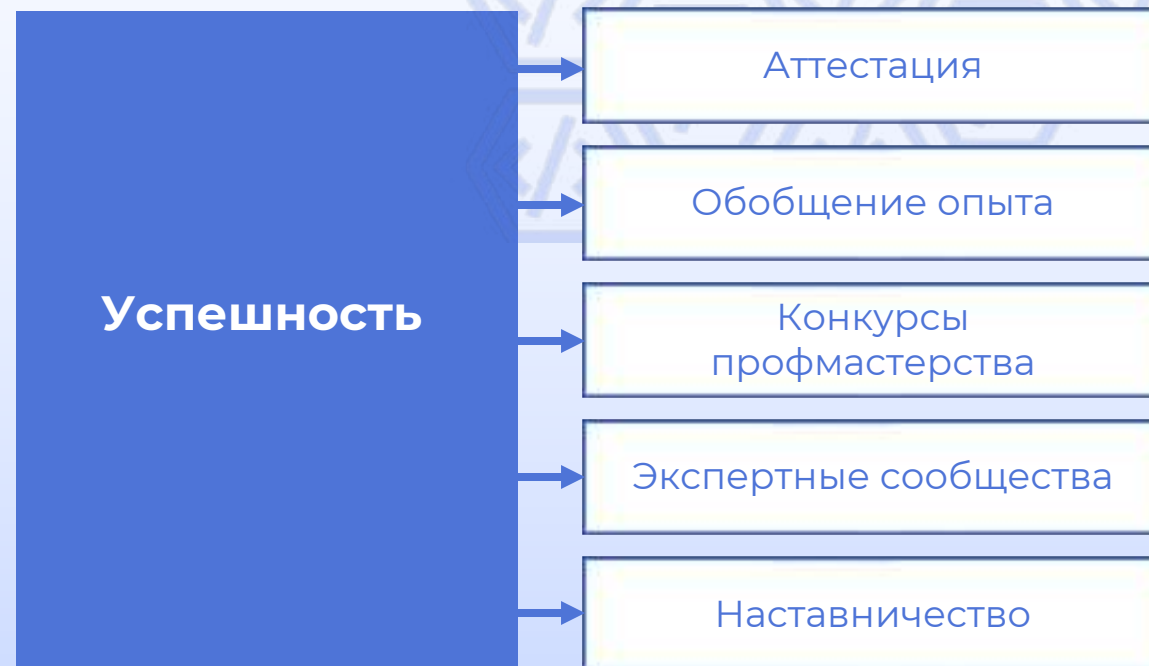 Успешность
Аттестация
Обобщение опыта
Конкурсы
профмастерства
Экспертные сообщества
Наставничество